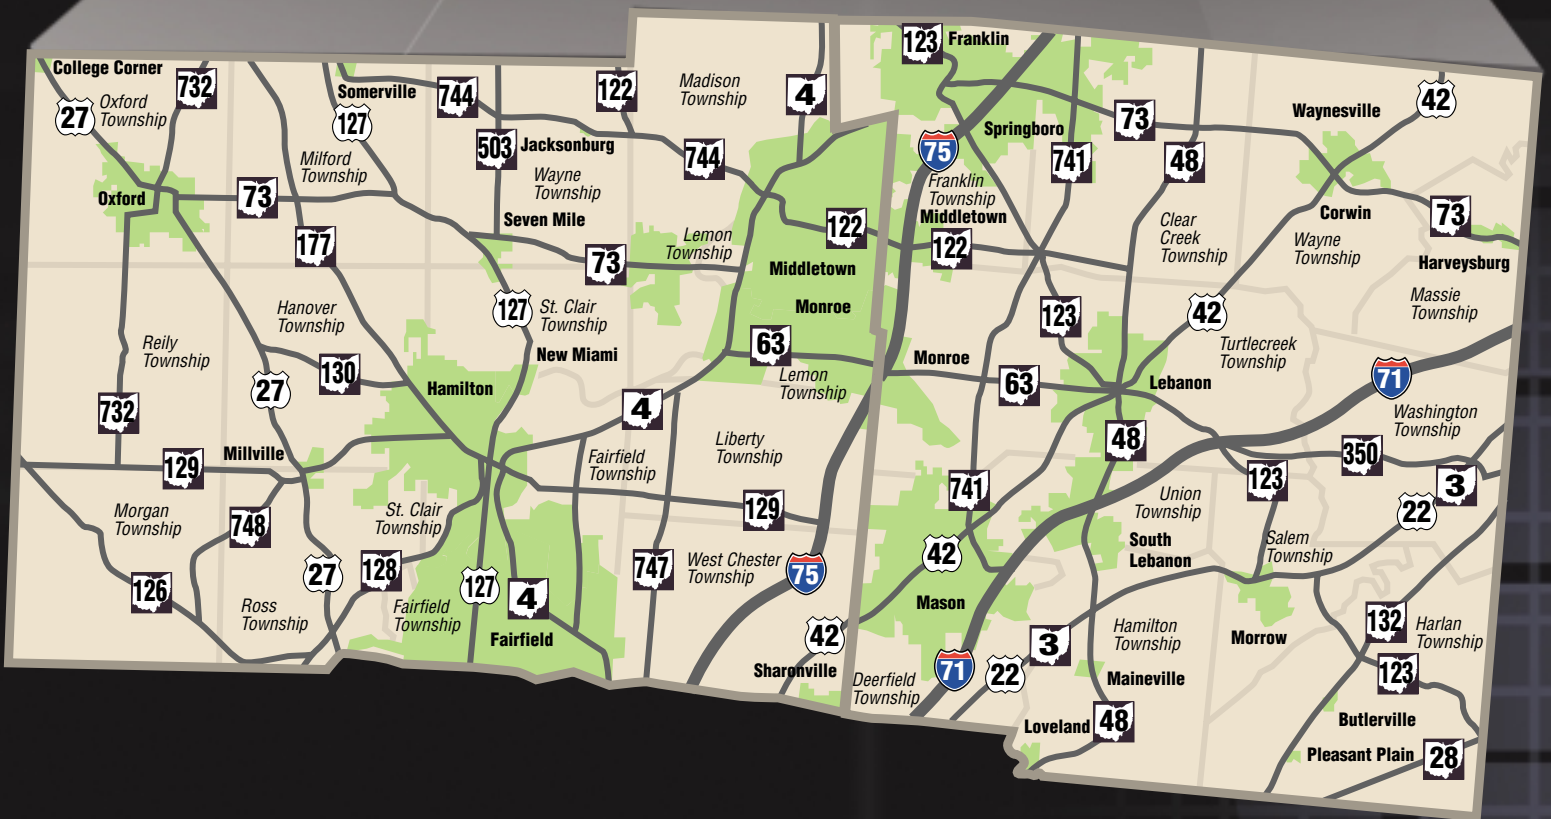 College Corner
732
27
Oxford
Township
Oxford
73
Somerville
127
744
503
Jacksonburg
Milford
Township
Wayne
Township
Seven Mile
177
122
Madison
Township
4
744
73
Lemon
Township
122
Middletown
Monroe
63
Lemon
Township
127
St. Clair
Township
New Miami
Hanover
Township
Reily
Township
130
27
Hamilton
732
4
Millville
129
Morgan
Township
748
St. Clair
Township
Fairfield
Township
Liberty
Township
129
126
27
128
Ross
Township
Fairfield
Township
127
4
Fairfield
747
West Chester
Township
75
42
Sharonville
123
Franklin
Springboro
75
Franklin
Township
Middletown
122
741
73
48
Waynesville
42
Corwin
73
Clear
Creek
Township
Wayne
Township
Harveysburg
Massie
Township
123
42
Turtlecreek
Township
Monroe
63
Lebanon
71
Washington
Township
48
350
3
741
123
22
Union
Township
Salem
Township
42
South
Lebanon
Mason
132
Harlan
Township
Hamilton
Township
Morrow
3
71
22
Deerfield
Township
Maineville
123
Loveland
48
Butlerville
Pleasant Plain
28